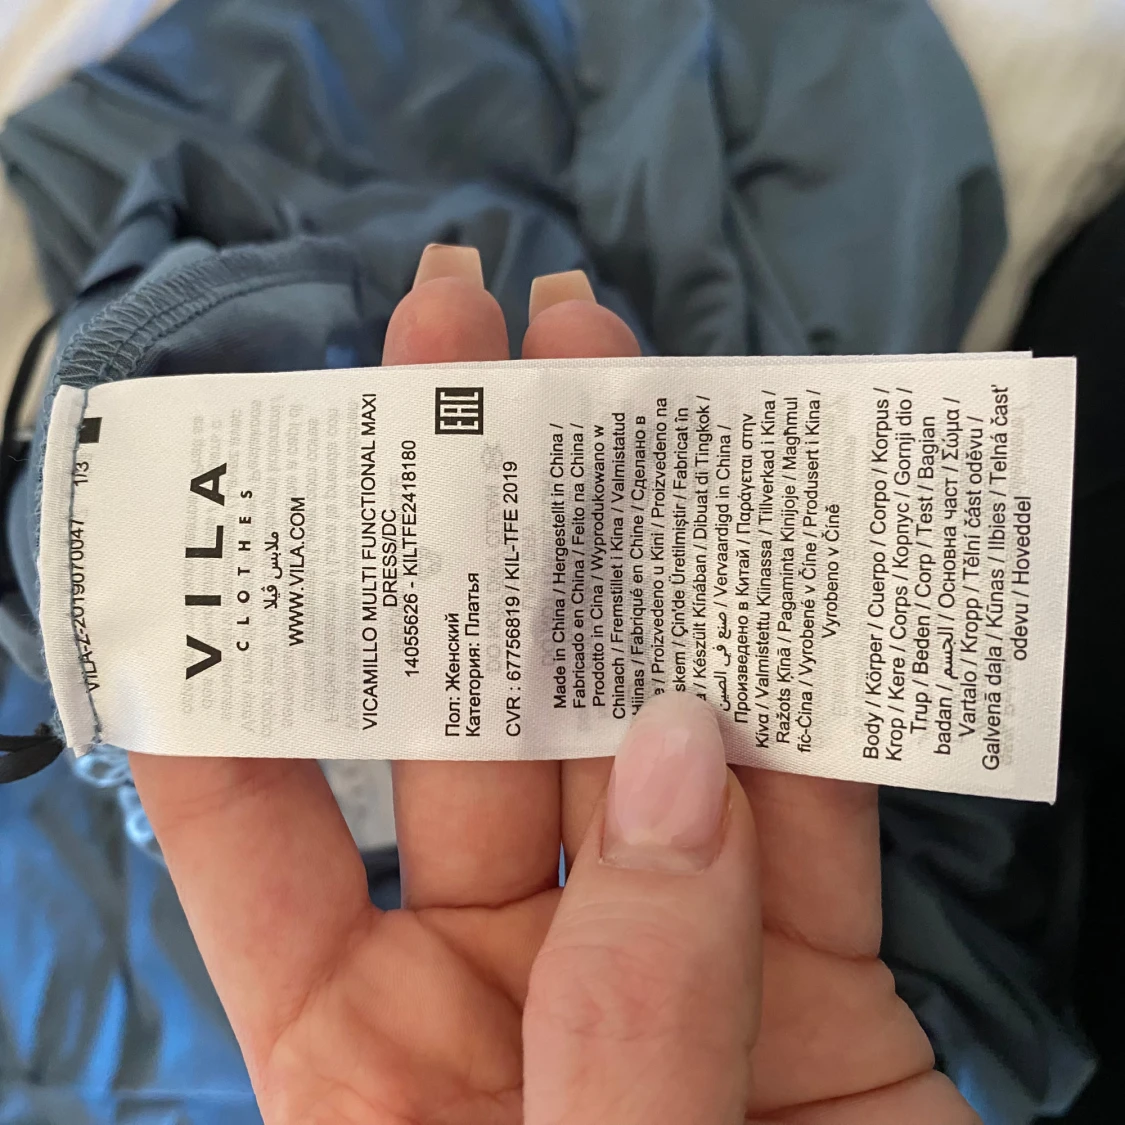 VILA-Z-2019070047 1/3
VILA
CLOTHES
ملابس ڤيلا
WWW.VILA.COM
VICAMILLO MULTI FUNCTIONAL MAXI
DRESS/DC
14055626 - KILTFE2418180
EAC
Пол: Женский
Категория: Платья
CVR : 67756819 / KIL-TFE 2019
Made in China / Hergestellt in China /
Fabricado en China / Feito na China /
Prodotto in Cina / Wyprodukowano w
Chinach / Fremstillet i Kina / Valmistatud
Hiinas / Fabriqué en Chine / Сделано в
/ Proizvedeno u Kini / Proizvedeno na
skem / Çin'de Üretilmiştir / Fabricat în
/ Készült Kínában / Dibuat di Tingkok /
صنع في الصين / Vervaardigd in China /
Произведено в Китай / Παράγεται στην
Κίνα / Valmistettu Kiinassa / Tillverkad i Kina /
Ražots Ķīnā / Pagaminta Kinijoje / Maghmul
fiċ-Ċina / Vyrobené v Číne / Produsert i Kina /
Vyrobeno v Číně
Body / Körper / Cuerpo / Corpo / Korpus /
Krop / Kere / Corps / Корпус / Gornji dio /
Trup / Beden / Corp / Test / Bagian
badan / الجسم / Основна част / Σώμα /
Vartalo / Kropp / Tělní část oděvu /
Galvenā daļa / Kūnas / Ilbies / Telná časť
odevu / Hoveddel